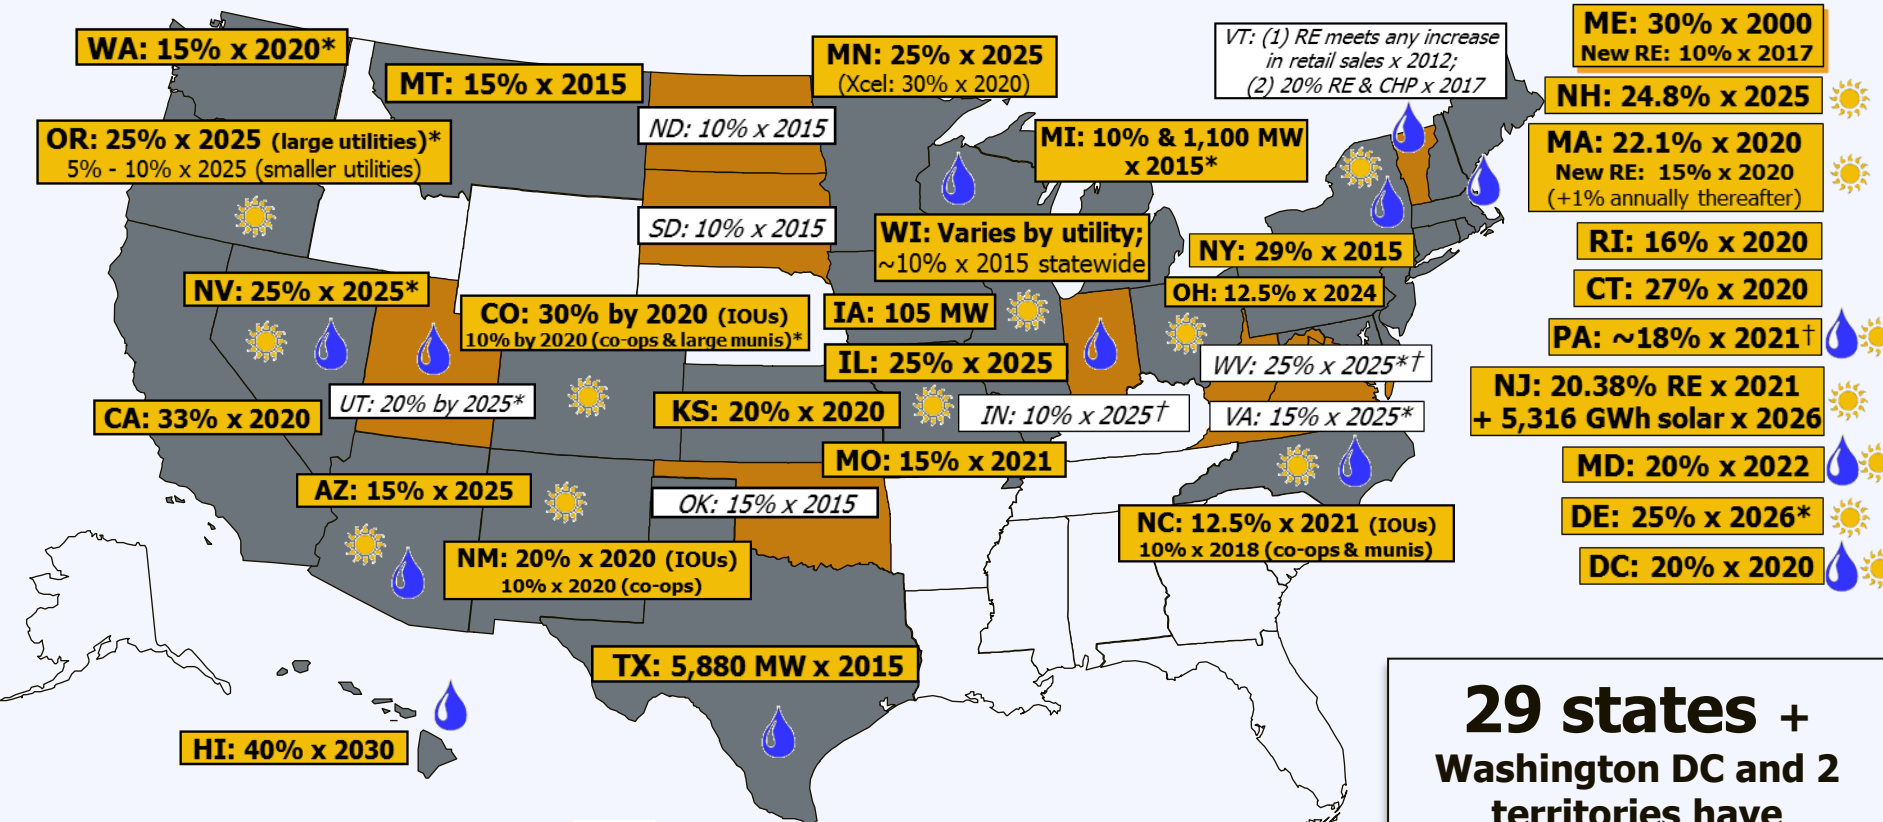 WA: 15% x 2020*
MT: 15% x 2015
MN: 25% x 2025
(Xcel: 30% x 2020)
VT: (1) RE meets any increase
in retail sales x 2012;
(2) 20% RE & CHP x 2017
ME: 30% x 2000
New RE: 10% x 2017
NH: 24.8% x 2025
OR: 25% x 2025 (large utilities)*
5% - 10% x 2025 (smaller utilities)
ND: 10% x 2015
MI: 10% & 1,100 MW
x 2015*
MA: 22.1% x 2020
New RE: 15% x 2020
(+1% annually thereafter)
SD: 10% x 2015
WI: Varies by utility;
~10% x 2015 statewide
NY: 29% x 2015
RI: 16% x 2020
NV: 25% x 2025*
CO: 30% by 2020 (IOUs)
10% by 2020 (co-ops & large munis)*
IA: 105 MW
OH: 12.5% x 2024
CT: 27% x 2020
IL: 25% x 2025
WV: 25% x 2025*†
PA: ~18% x 2021†
UT: 20% by 2025*
CA: 33% x 2020
KS: 20% x 2020
IN: 10% x 2025†
VA: 15% x 2025*
NJ: 20.38% RE x 2021
+ 5,316 GWh solar x 2026
MO: 15% x 2021
MD: 20% x 2022
AZ: 15% x 2025
OK: 15% x 2015
NC: 12.5% x 2021 (IOUs)
10% x 2018 (co-ops & munis)
DE: 25% x 2026*
NM: 20% x 2020 (IOUs)
10% x 2020 (co-ops)
DC: 20% x 2020
TX: 5,880 MW x 2015
HI: 40% x 2030
29 states +
Washington DC and 2
territories have